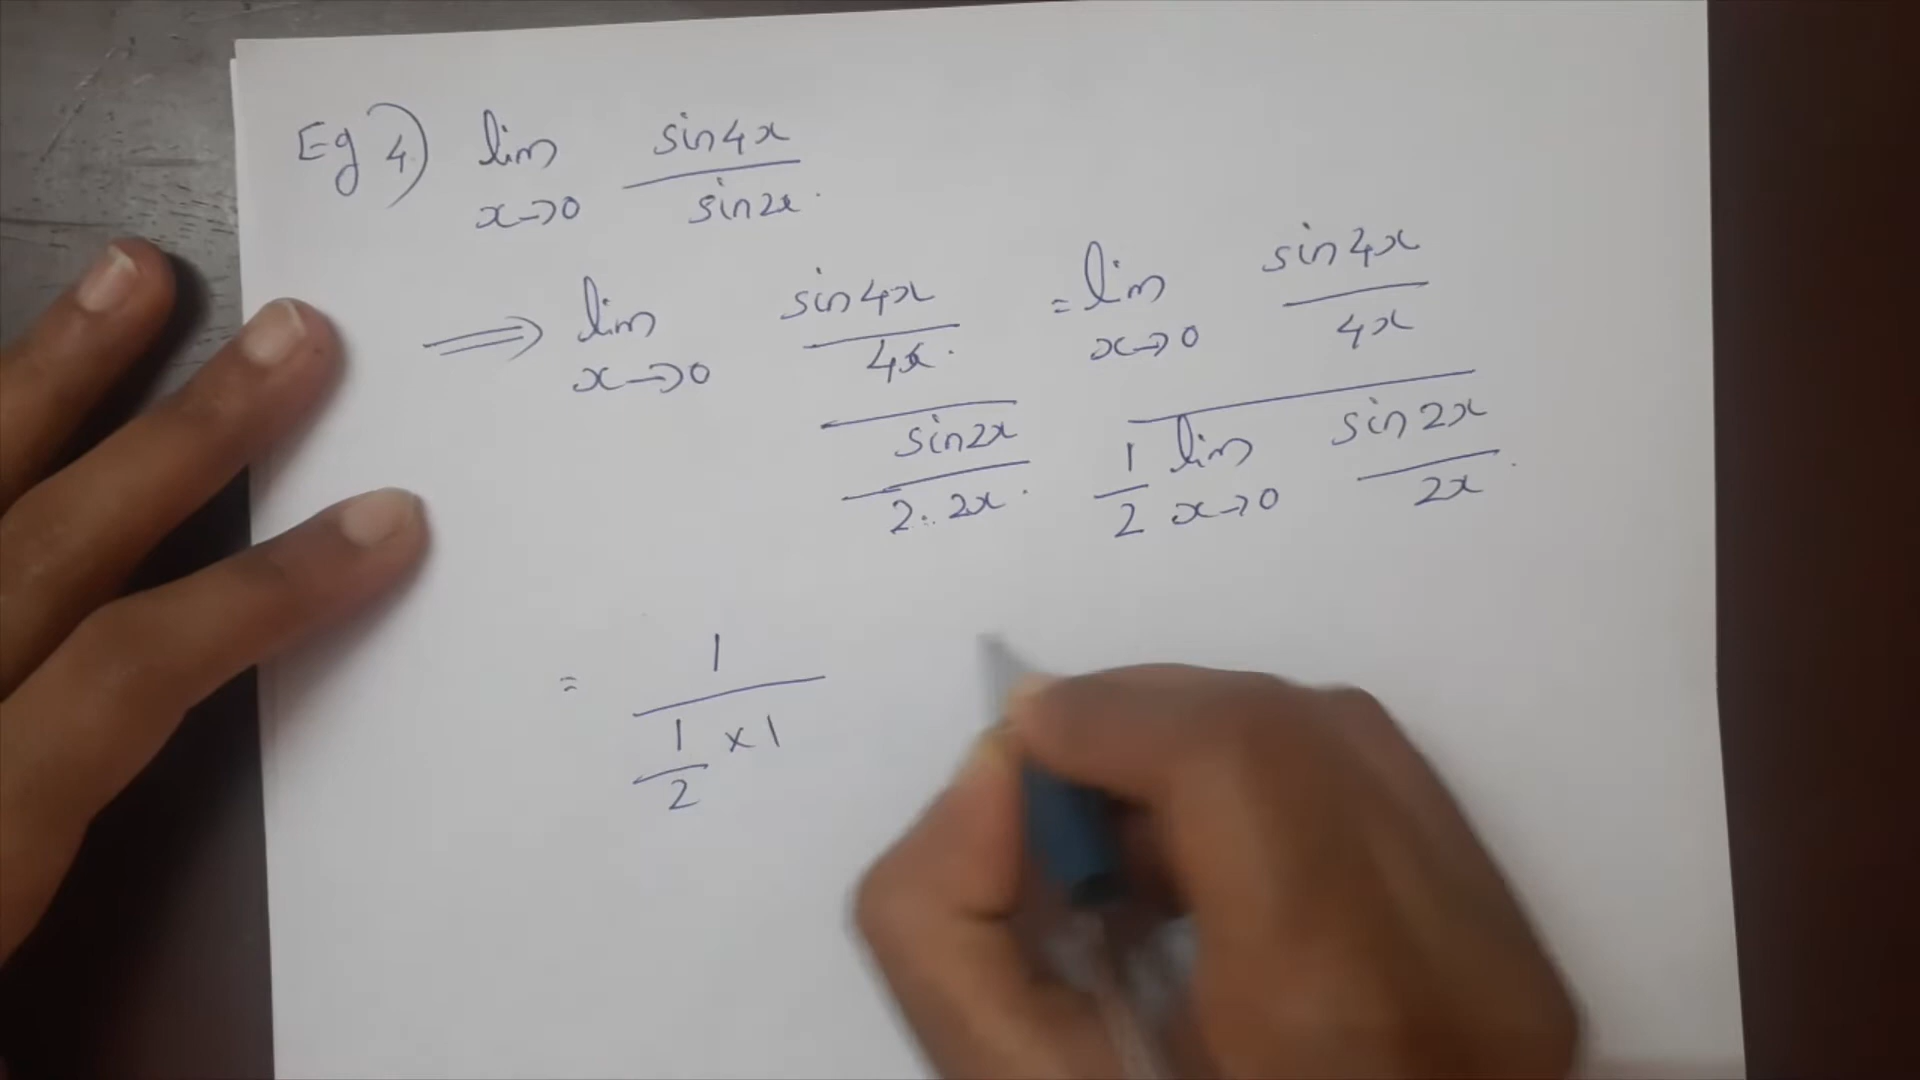 Eg 4) lim x→0 sin4x / sin2x.
⟹ lim x→0 sin4x / 4x. / sin2x / 2. 2x. = lim x→0 sin4x / 4x / 1/2 lim x→0 sin2x / 2x.
= 1 / 1/2 × 1